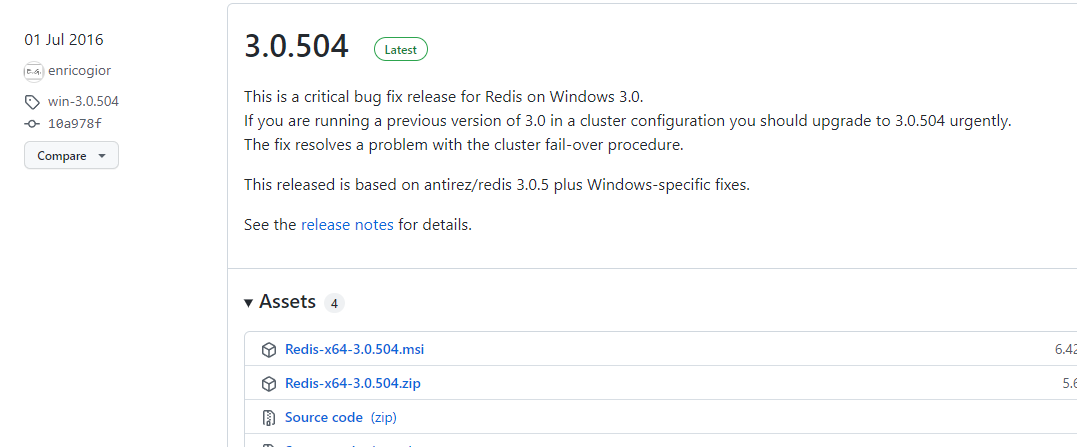 01 Jul 2016
enricogior
win-3.0.504
10a978f
Compare
3.0.504 Latest
This is a critical bug fix release for Redis on Windows 3.0.
If you are running a previous version of 3.0 in a cluster configuration you should upgrade to 3.0.504 urgently.
The fix resolves a problem with the cluster fail-over procedure.
This released is based on antirez/redis 3.0.5 plus Windows-specific fixes.
See the release notes for details.
Assets 4
Redis-x64-3.0.504.msi 6.42
Redis-x64-3.0.504.zip 5.6
Source code (zip)